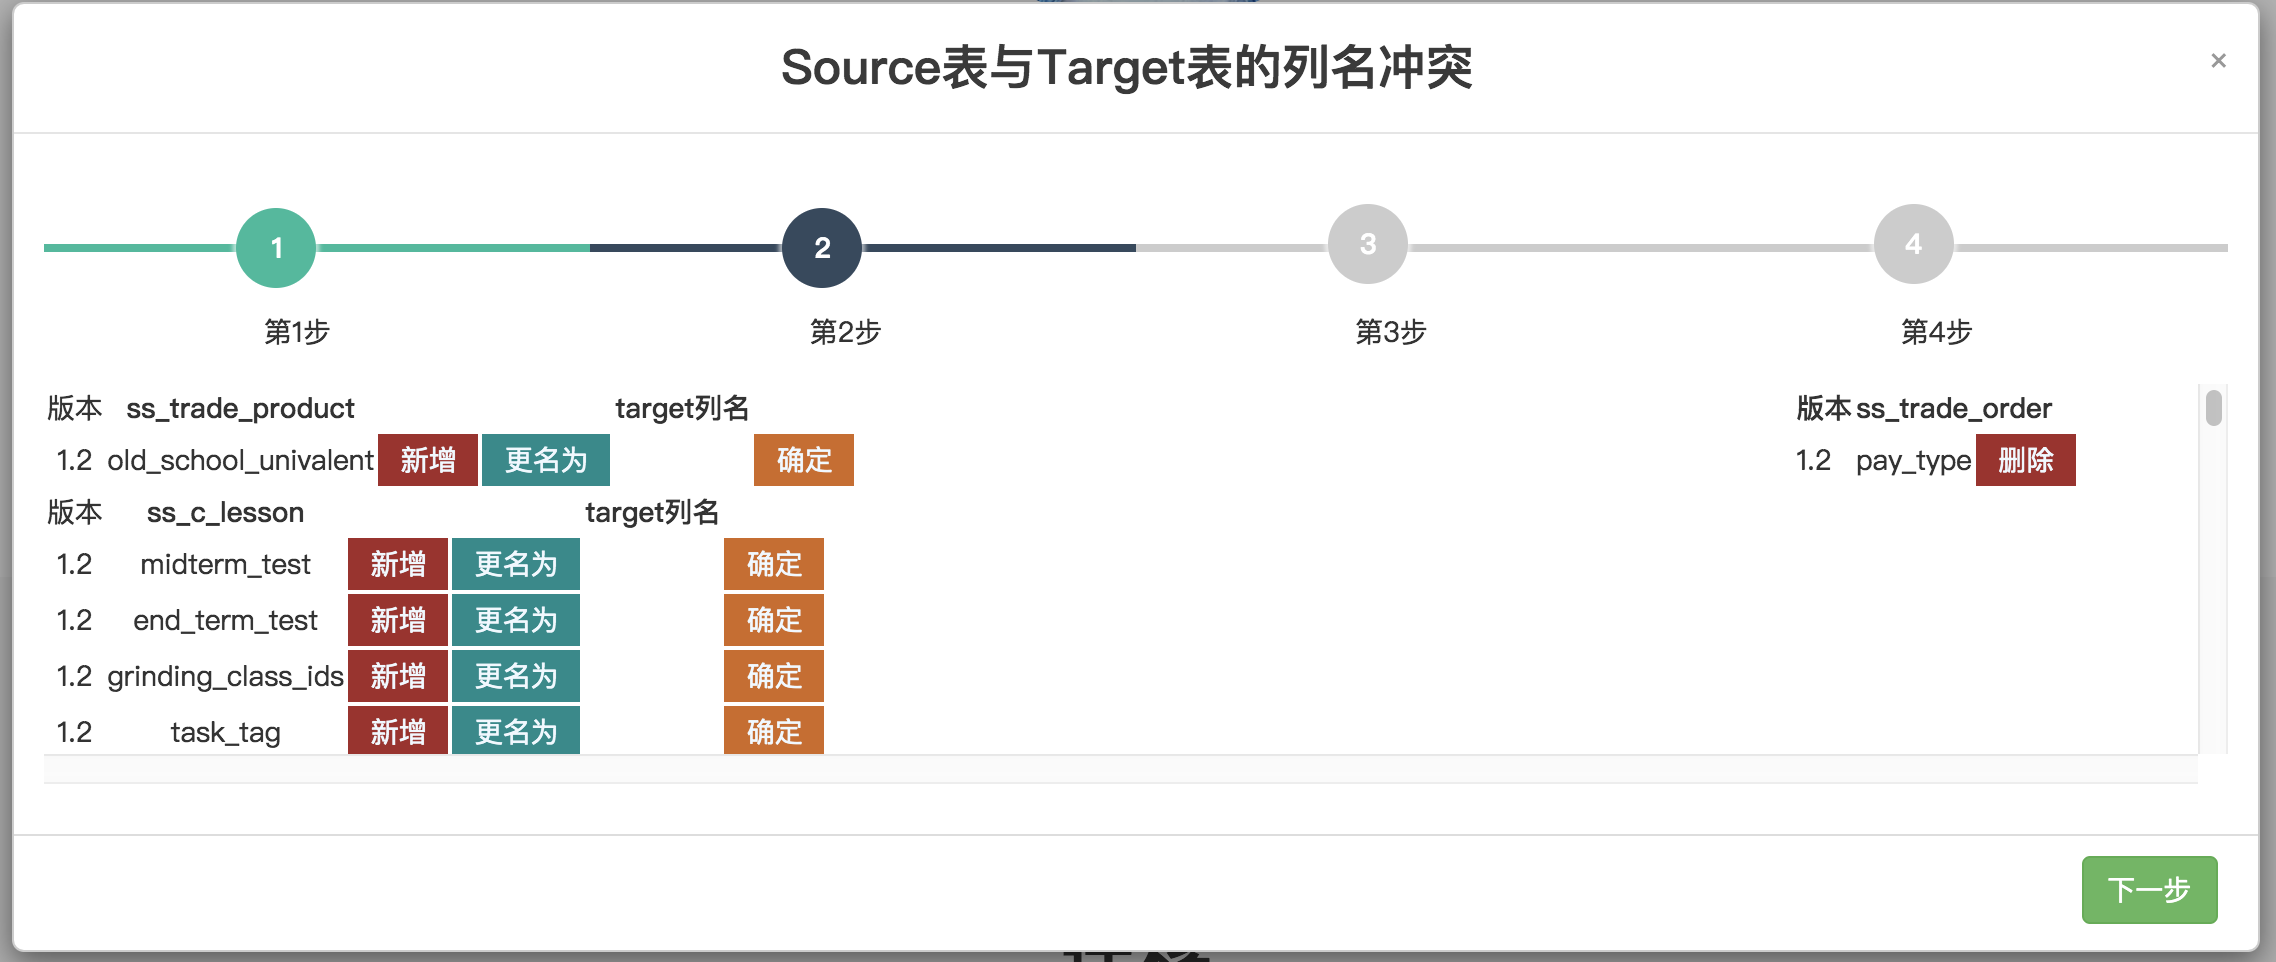 Source表与Target表的列名冲突
×
1 2 3 4
第1步 第2步 第3步 第4步
版本 ss_trade_product target列名 版本 ss_trade_order
1.2 old_school_univalent 新增 更名为 确定 1.2 pay_type 删除
版本 ss_c_lesson target列名
1.2 midterm_test 新增 更名为 确定
1.2 end_term_test 新增 更名为 确定
1.2 grinding_class_ids 新增 更名为 确定
1.2 task_tag 新增 更名为 确定
下一步